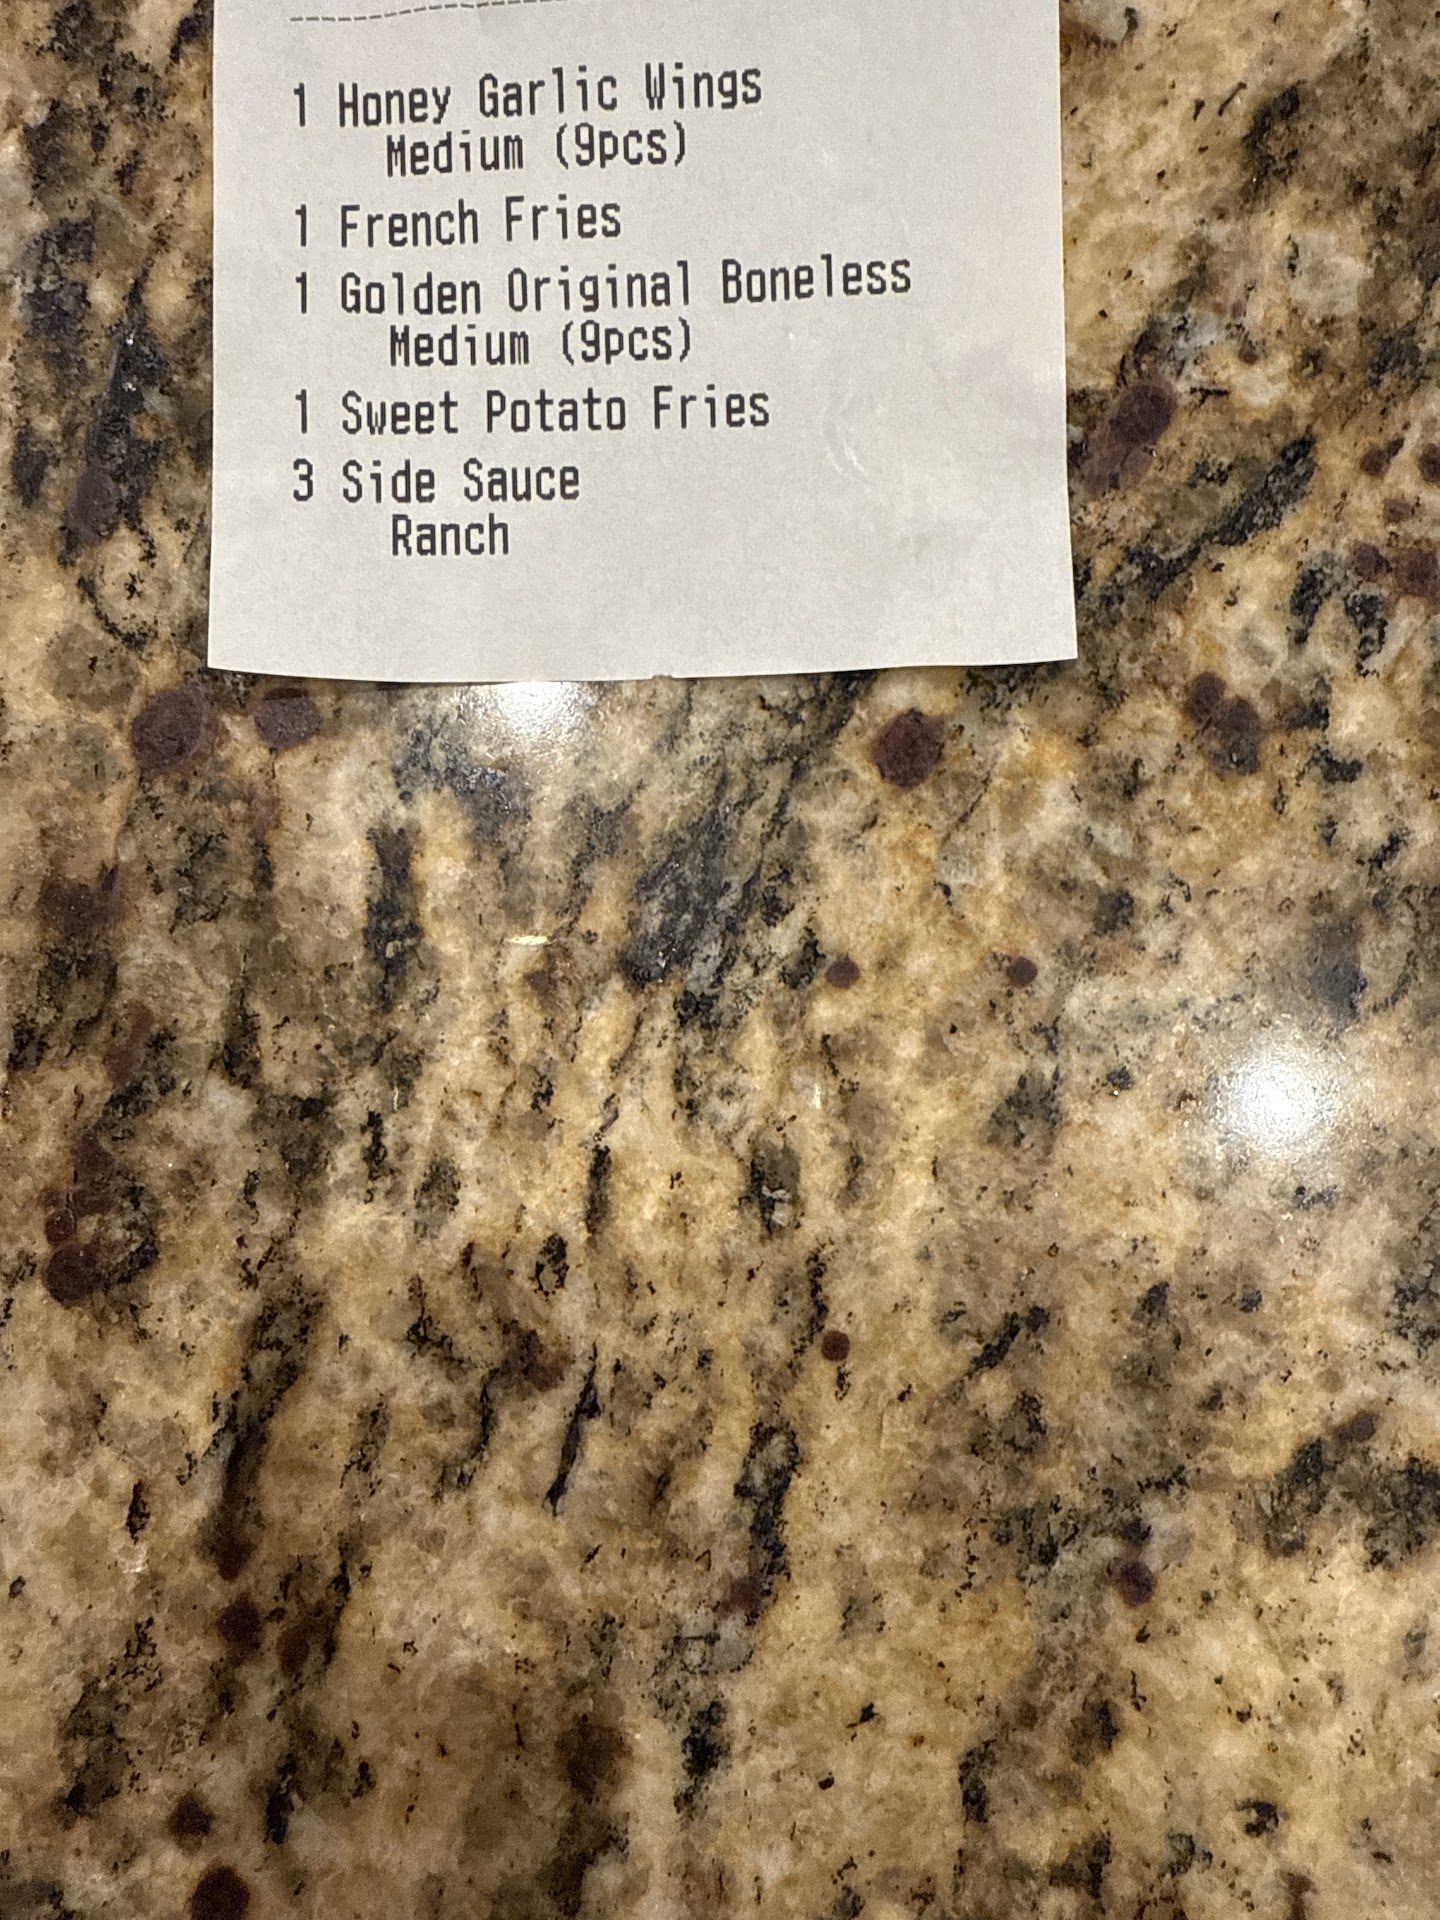 1 Honey Garlic Wings
Medium (9pcs)
1 French Fries
1 Golden Original Boneless
Medium (9pcs)
1 Sweet Potato Fries
3 Side Sauce
Ranch